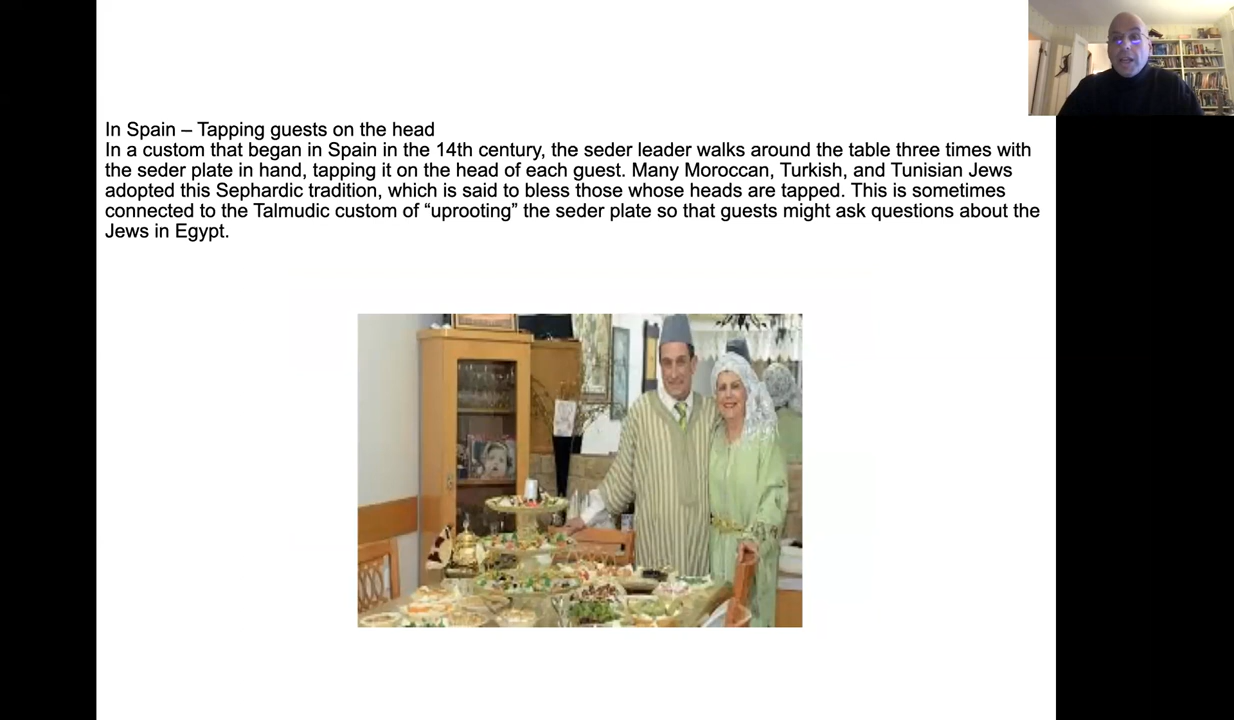 In Spain – Tapping guests on the head
In a custom that began in Spain in the 14th century, the seder leader walks around the table three times with
the seder plate in hand, tapping it on the head of each guest. Many Moroccan, Turkish, and Tunisian Jews
adopted this Sephardic tradition, which is said to bless those whose heads are tapped. This is sometimes
connected to the Talmudic custom of “uprooting” the seder plate so that guests might ask questions about the
Jews in Egypt.